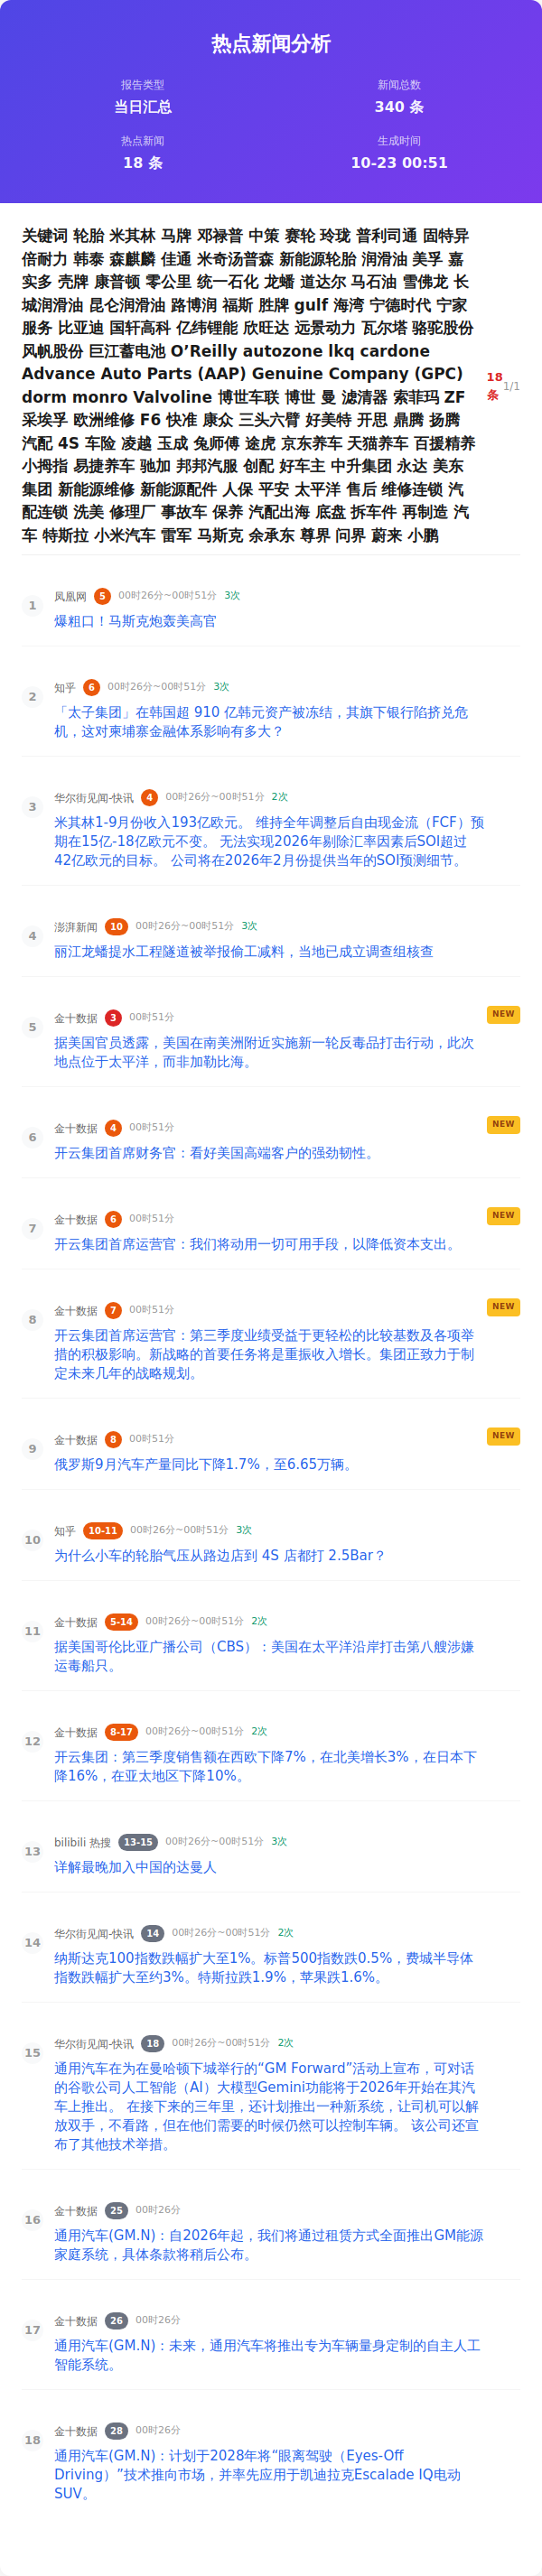 热点新闻分析
报告类型
新闻总数
当日汇总
340 条
热点新闻
生成时间
18 条
10-23 00:51
关键词 轮胎 米其林 马牌 邓禄普 中策 赛轮 玲珑 普利司通 固特异
倍耐力 韩泰 森麒麟 佳通 米奇汤普森 新能源轮胎 润滑油 美孚 嘉
实多 壳牌 康普顿 零公里 统一石化 龙蟠 道达尔 马石油 雪佛龙 长
城润滑油 昆仑润滑油 路博润 福斯 胜牌 gulf 海湾 宁德时代 宁家
服务 比亚迪 国轩高科 亿纬锂能 欣旺达 远景动力 瓦尔塔 骆驼股份
风帆股份 巨江蓄电池 O’Reilly autozone lkq cardone
Advance Auto Parts (AAP) Genuine Company (GPC)
dorm monro Valvoline 博世车联 博世 曼 滤清器 索菲玛 ZF
采埃孚 欧洲维修 F6 快准 康众 三头六臂 好美特 开思 鼎腾 扬腾
汽配 4S 车险 凌越 玉成 兔师傅 途虎 京东养车 天猫养车 百援精养
小拇指 易捷养车 驰加 邦邦汽服 创配 好车主 中升集团 永达 美东
集团 新能源维修 新能源配件 人保 平安 太平洋 售后 维修连锁 汽
配连锁 洗美 修理厂 事故车 保养 汽配出海 底盘 拆车件 再制造 汽
车 特斯拉 小米汽车 雷军 马斯克 余承东 尊界 问界 蔚来 小鹏
18
条
1/1
1
凤凰网 5 00时26分~00时51分 3次
爆粗口！马斯克炮轰美高官
2
知乎 6 00时26分~00时51分 3次
「太子集团」在韩国超 910 亿韩元资产被冻结，其旗下银行陷挤兑危
机，这对柬埔寨金融体系影响有多大？
3
华尔街见闻-快讯 4 00时26分~00时51分 2次
米其林1-9月份收入193亿欧元。 维持全年调整后自由现金流（FCF）预
期在15亿-18亿欧元不变。 无法实现2026年剔除汇率因素后SOI超过
42亿欧元的目标。 公司将在2026年2月份提供当年的SOI预测细节。
4
澎湃新闻 10 00时26分~00时51分 3次
丽江龙蟠提水工程隧道被举报偷工减料，当地已成立调查组核查
5
金十数据 3 00时51分
NEW
据美国官员透露，美国在南美洲附近实施新一轮反毒品打击行动，此次
地点位于太平洋，而非加勒比海。
6
金十数据 4 00时51分
NEW
开云集团首席财务官：看好美国高端客户的强劲韧性。
7
金十数据 6 00时51分
NEW
开云集团首席运营官：我们将动用一切可用手段，以降低资本支出。
8
金十数据 7 00时51分
NEW
开云集团首席运营官：第三季度业绩受益于更轻松的比较基数及各项举
措的积极影响。新战略的首要任务将是重振收入增长。集团正致力于制
定未来几年的战略规划。
9
金十数据 8 00时51分
NEW
俄罗斯9月汽车产量同比下降1.7%，至6.65万辆。
10
知乎 10-11 00时26分~00时51分 3次
为什么小车的轮胎气压从路边店到 4S 店都打 2.5Bar？
11
金十数据 5-14 00时26分~00时51分 2次
据美国哥伦比亚广播公司（CBS）：美国在太平洋沿岸打击第八艘涉嫌
运毒船只。
12
金十数据 8-17 00时26分~00时51分 2次
开云集团：第三季度销售额在西欧下降7%，在北美增长3%，在日本下
降16%，在亚太地区下降10%。
13
bilibili 热搜 13-15 00时26分~00时51分 3次
详解最晚加入中国的达曼人
14
华尔街见闻-快讯 14 00时26分~00时51分 2次
纳斯达克100指数跌幅扩大至1%。标普500指数跌0.5%，费城半导体
指数跌幅扩大至约3%。特斯拉跌1.9%，苹果跌1.6%。
15
华尔街见闻-快讯 18 00时26分~00时51分 2次
通用汽车在为在曼哈顿下城举行的“GM Forward”活动上宣布，可对话
的谷歌公司人工智能（AI）大模型Gemini功能将于2026年开始在其汽
车上推出。 在接下来的三年里，还计划推出一种新系统，让司机可以解
放双手，不看路，但在他们需要的时候仍然可以控制车辆。 该公司还宣
布了其他技术举措。
16
金十数据 25 00时26分
通用汽车(GM.N)：自2026年起，我们将通过租赁方式全面推出GM能源
家庭系统，具体条款将稍后公布。
17
金十数据 26 00时26分
通用汽车(GM.N)：未来，通用汽车将推出专为车辆量身定制的自主人工
智能系统。
18
金十数据 28 00时26分
通用汽车(GM.N)：计划于2028年将“眼离驾驶（Eyes-Off
Driving）”技术推向市场，并率先应用于凯迪拉克Escalade IQ电动
SUV。